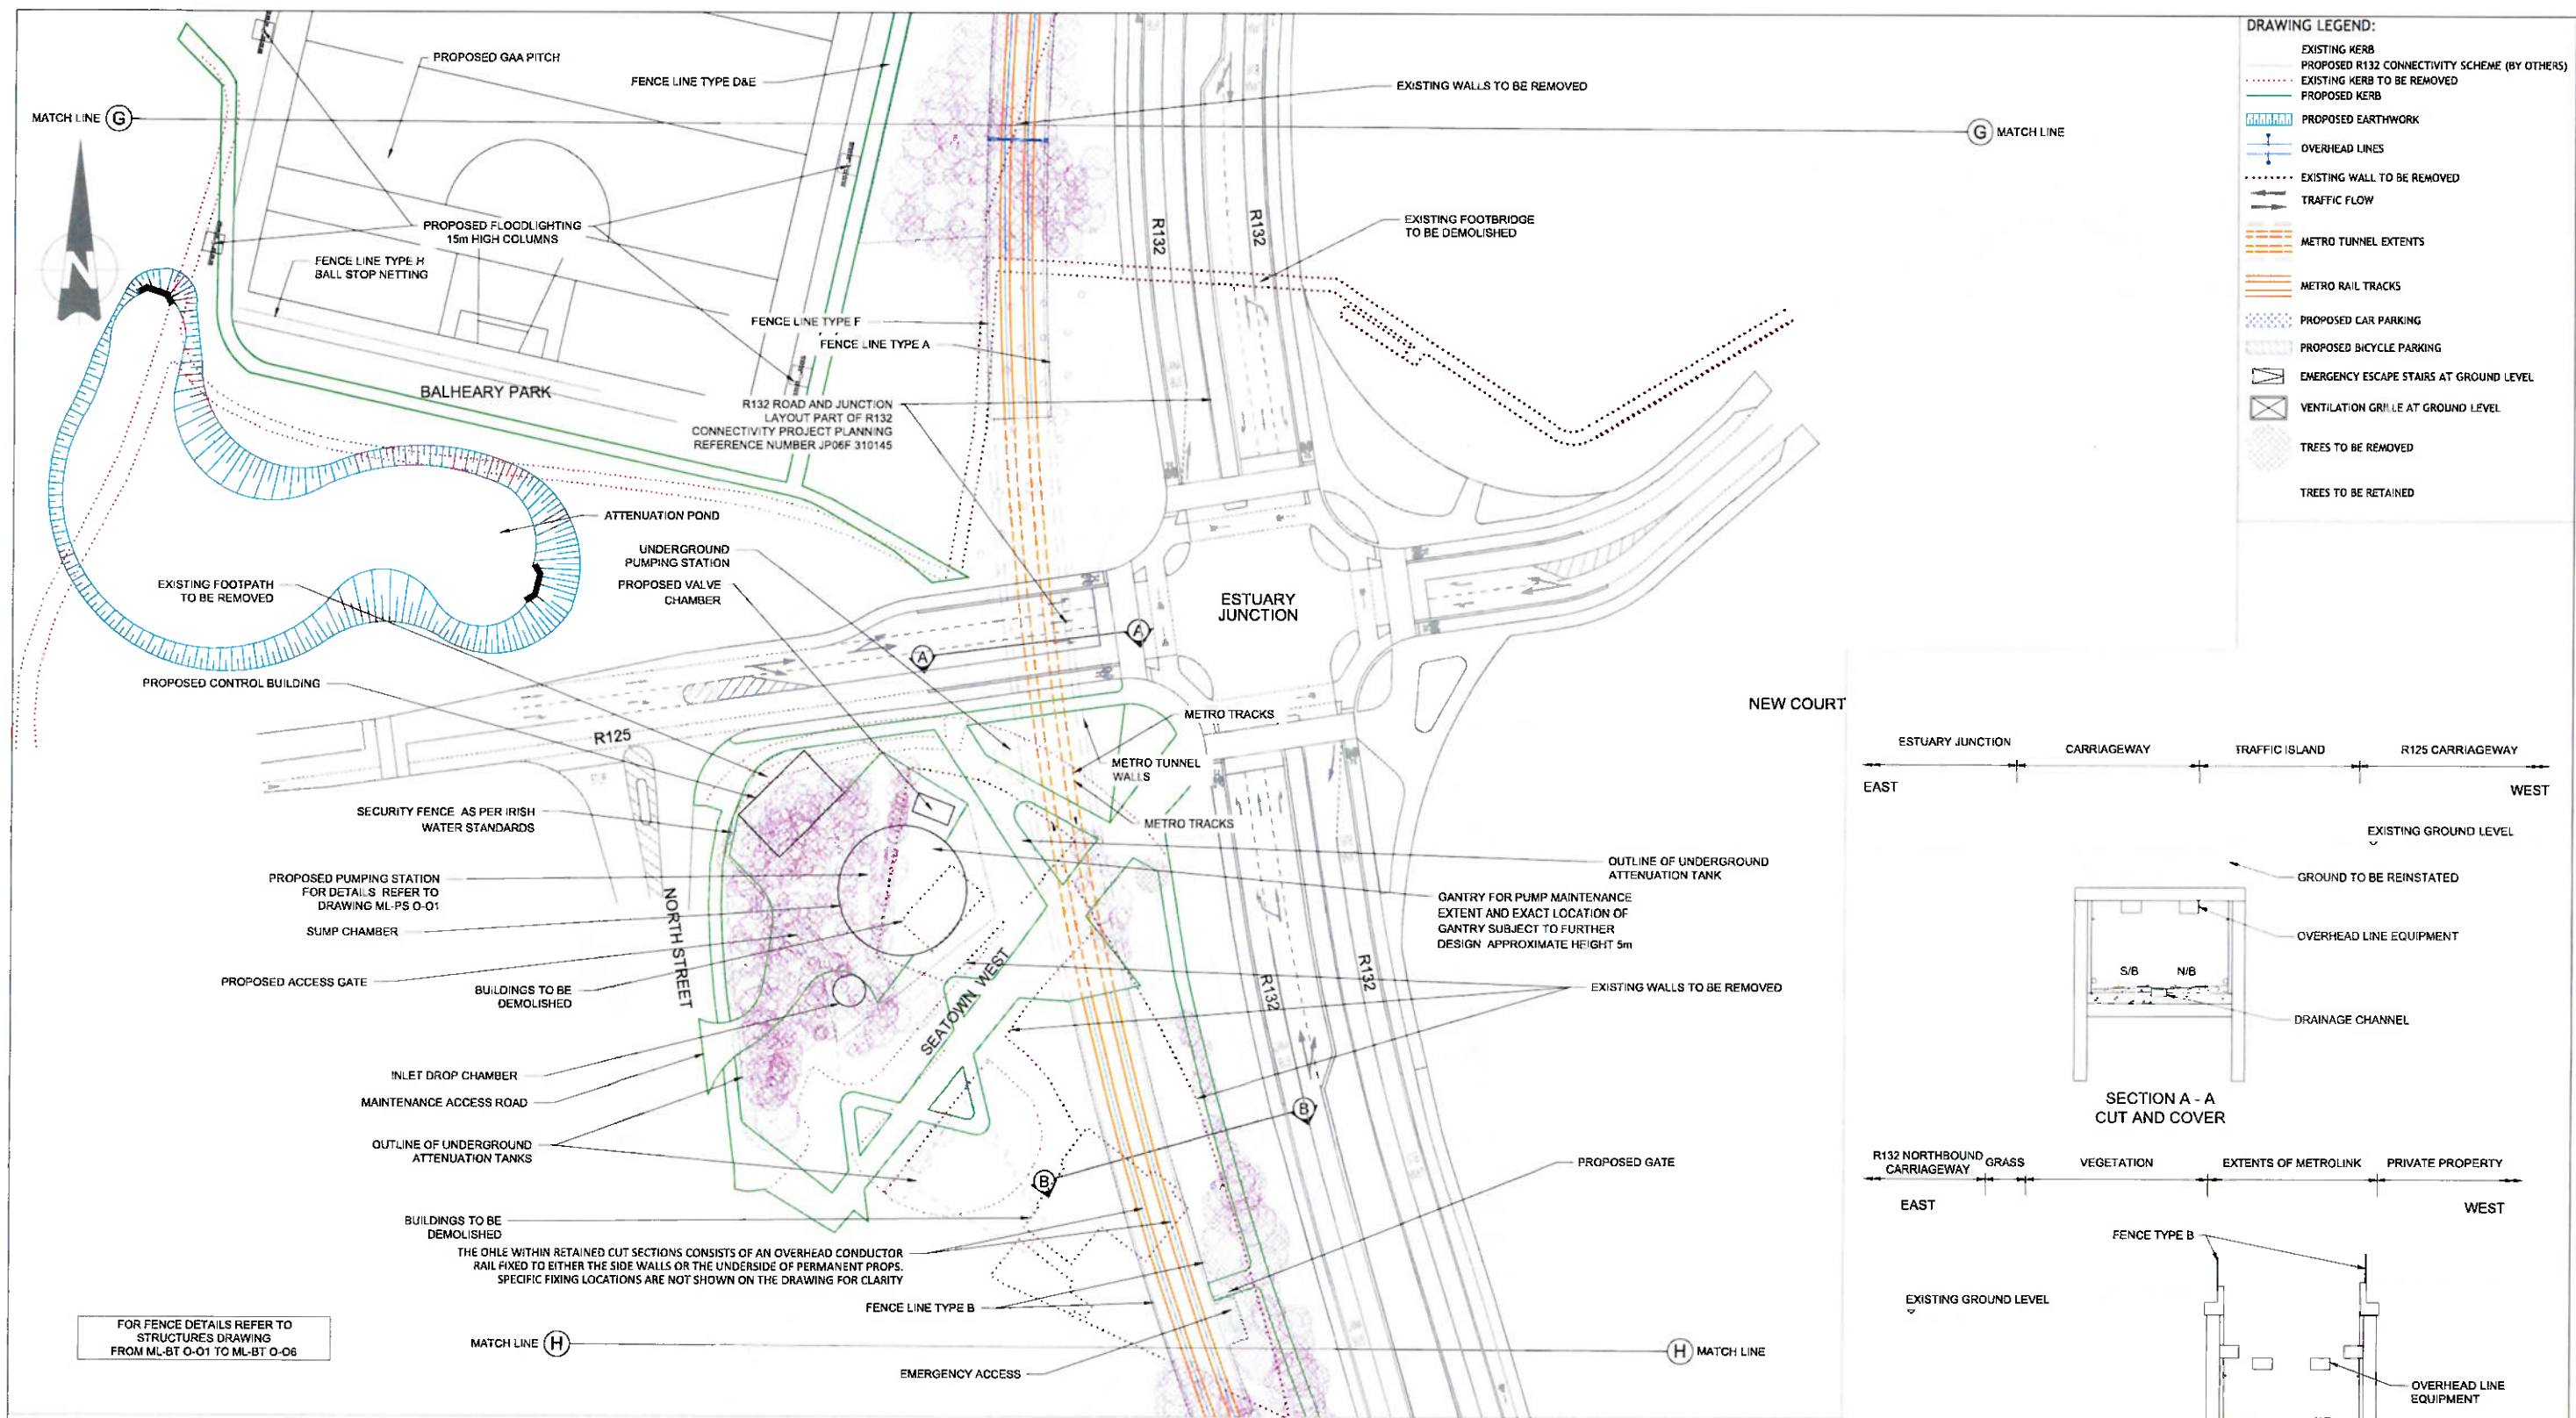 PROPOSED GAA PITCH
FENCE LINE TYPE D&E
MATCH LINE G
EXISTING WALLS TO BE REMOVED
G MATCH LINE
R132
R132
EXISTING FOOTBRIDGE
TO BE DEMOLISHED
PROPOSED FLOODLIGHTING
15m HIGH COLUMNS
FENCE LINE TYPE H
BALL STOP NETTING
N
FENCE LINE TYPE F
FENCE LINE TYPE A
BALHEARY PARK
R132 ROAD AND JUNCTION
LAYOUT PART OF R132
CONNECTIVITY PROJECT PLANNING
REFERENCE NUMBER JP06F 310145
ATTENUATION POND
UNDERGROUND
PUMPING STATION
PROPOSED VALVE
CHAMBER
EXISTING FOOTPATH
TO BE REMOVED
ESTUARY
JUNCTION
A
A
PROPOSED CONTROL BUILDING
R125
METRO TRACKS
NEW COURT
METRO TUNNEL
WALLS
SECURITY FENCE AS PER IRISH
WATER STANDARDS
METRO TRACKS
OUTLINE OF UNDERGROUND
ATTENUATION TANK
PROPOSED PUMPING STATION
FOR DETAILS REFER TO
DRAWING ML-PS 0-01
GANTRY FOR PUMP MAINTENANCE
EXTENT AND EXACT LOCATION OF
GANTRY SUBJECT TO FURTHER
DESIGN APPROXIMATE HEIGHT 5m
SUMP CHAMBER
NORTH STREET
PROPOSED ACCESS GATE
BUILDINGS TO BE
DEMOLISHED
SEATOWN WEST
R132
R132
EXISTING WALLS TO BE REMOVED
INLET DROP CHAMBER
MAINTENANCE ACCESS ROAD
B
OUTLINE OF UNDERGROUND
ATTENUATION TANKS
PROPOSED GATE
B
BUILDINGS TO BE
DEMOLISHED
THE OHLE WITHIN RETAINED CUT SECTIONS CONSISTS OF AN OVERHEAD CONDUCTOR
RAIL FIXED TO EITHER THE SIDE WALLS OR THE UNDERSIDE OF PERMANENT PROPS.
SPECIFIC FIXING LOCATIONS ARE NOT SHOWN ON THE DRAWING FOR CLARITY
FENCE LINE TYPE B
FOR FENCE DETAILS REFER TO
STRUCTURES DRAWING
FROM ML-BT 0-01 TO ML-BT 0-06
MATCH LINE H
H MATCH LINE
EMERGENCY ACCESS
DRAWING LEGEND:
EXISTING KERB
PROPOSED R132 CONNECTIVITY SCHEME (BY OTHERS)
EXISTING KERB TO BE REMOVED
PROPOSED KERB
PROPOSED EARTHWORK
OVERHEAD LINES
EXISTING WALL TO BE REMOVED
TRAFFIC FLOW
METRO TUNNEL EXTENTS
METRO RAIL TRACKS
PROPOSED CAR PARKING
PROPOSED BICYCLE PARKING
EMERGENCY ESCAPE STAIRS AT GROUND LEVEL
VENTILATION GRILLE AT GROUND LEVEL
TREES TO BE REMOVED
TREES TO BE RETAINED
ESTUARY JUNCTION CARRIAGEWAY TRAFFIC ISLAND R125 CARRIAGEWAY
EAST WEST
EXISTING GROUND LEVEL
GROUND TO BE REINSTATED
OVERHEAD LINE EQUIPMENT
S/B N/B
DRAINAGE CHANNEL
SECTION A - A
CUT AND COVER
R132 NORTHBOUND
CARRIAGEWAY GRASS VEGETATION EXTENTS OF METROLINK PRIVATE PROPERTY
EAST WEST
FENCE TYPE B
EXISTING GROUND LEVEL
OVERHEAD LINE
EQUIPMENT